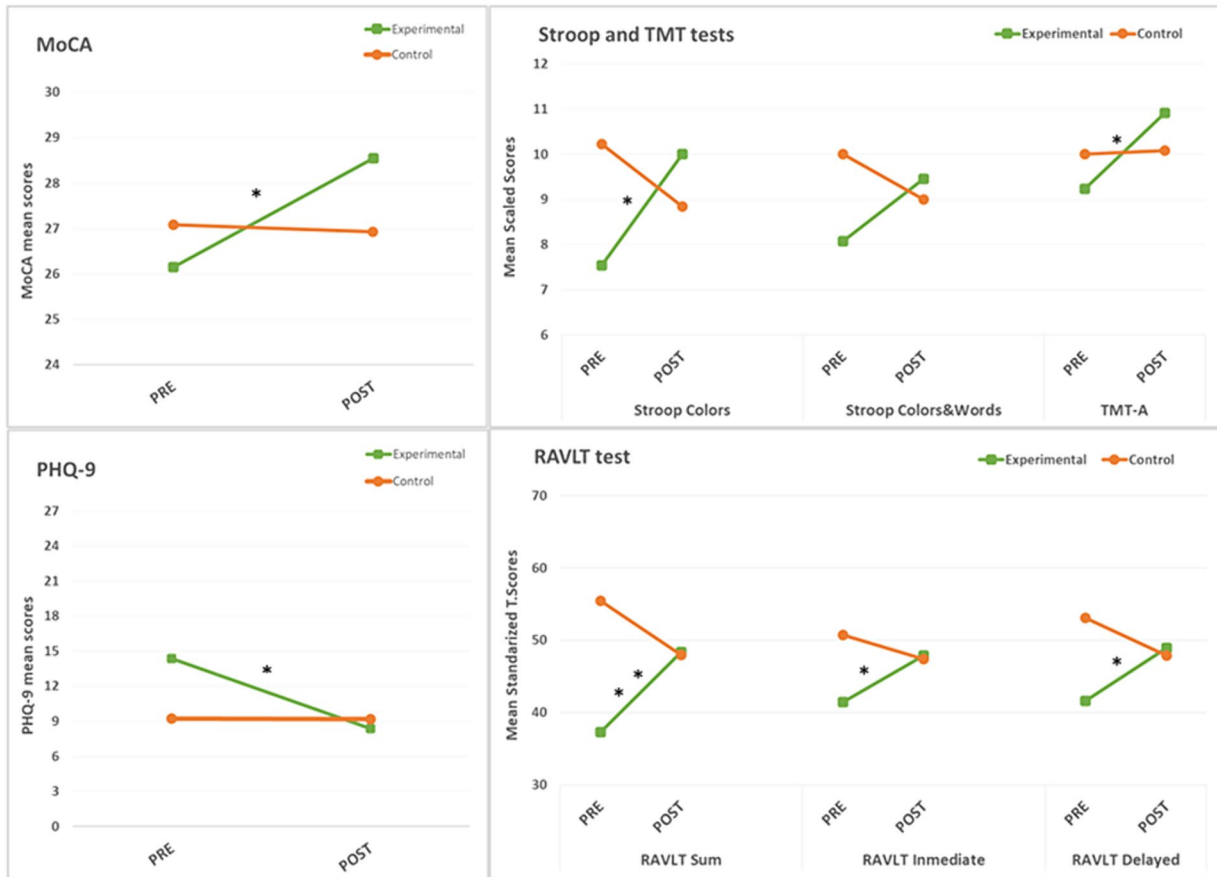 MoCA
Experimental
Control
MoCA mean scores
30
29
28
27
26
25
24
*
PRE
POST
Stroop and TMT tests
Experimental
Control
Mean Scaled Scores
12
11
10
9
8
7
6
*
*
PRE
POST
PRE
POST
PRE
POST
Stroop Colors
Stroop Colors&Words
TMT-A
PHQ-9
Experimental
Control
PHQ-9 mean scores
27
24
21
18
15
12
9
6
3
0
*
PRE
POST
RAVLT test
Experimental
Control
Mean Standarized T.Scores
70
60
50
40
30
* *
*
*
PRE
POST
PRE
POST
PRE
POST
RAVLT Sum
RAVLT Inmediate
RAVLT Delayed